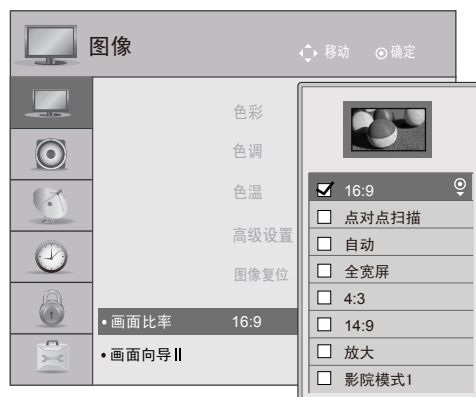 图像
移动 确定
色彩
色调
色温
高级设置
图像复位
•画面比率 16:9
•画面向导Ⅱ
16:9
点对点扫描
自动
全宽屏
4:3
14:9
放大
影院模式1